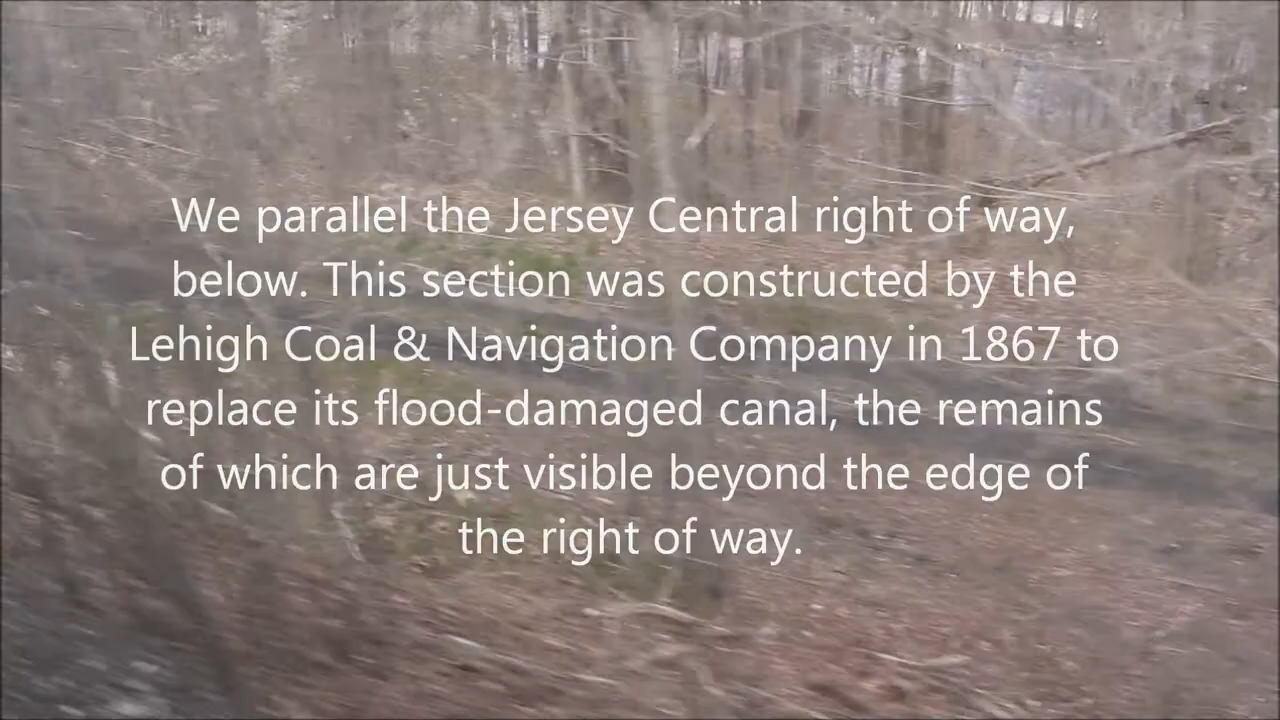 We parallel the Jersey Central right of way,
below. This section was constructed by the
Lehigh Coal & Navigation Company in 1867 to
replace its flood-damaged canal, the remains
of which are just visible beyond the edge of
the right of way.